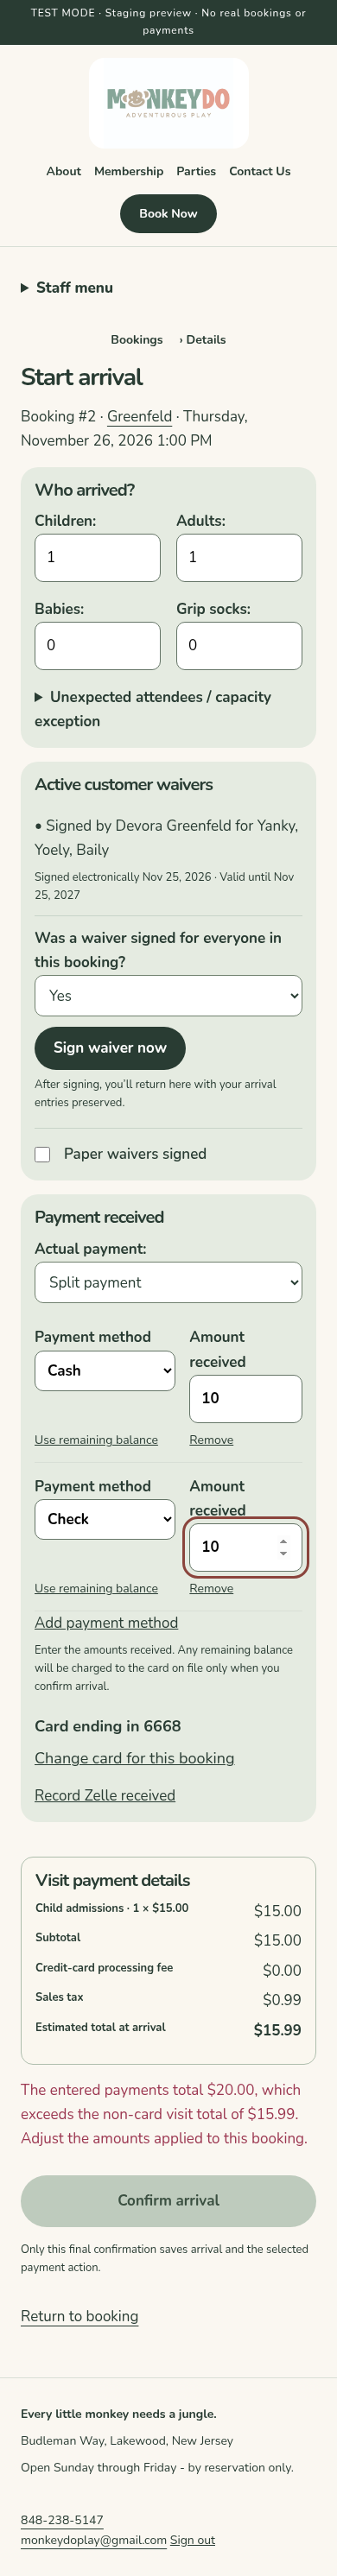 TEST MODE · Staging preview · No real bookings or
payments
MONKEYDO
ADVENTUROUS PLAY
About Membership Parties Contact Us
Book Now
Staff menu
Bookings › Details
Start arrival
Booking #2 · Greenfeld · Thursday,
November 26, 2026 1:00 PM
Who arrived?
Children: Adults:
1 1
Babies: Grip socks:
0 0
Unexpected attendees / capacity
exception
Active customer waivers
• Signed by Devora Greenfeld for Yanky,
Yoely, Baily
Signed electronically Nov 25, 2026 · Valid until Nov
25, 2027
Was a waiver signed for everyone in
this booking?
Yes
Sign waiver now
After signing, you’ll return here with your arrival
entries preserved.
Paper waivers signed
Payment received
Actual payment:
Split payment
Payment method Amount
received
Cash 10
Use remaining balance Remove
Payment method Amount
received
Check 10
Use remaining balance Remove
Add payment method
Enter the amounts received. Any remaining balance
will be charged to the card on file only when you
confirm arrival.
Card ending in 6668
Change card for this booking
Record Zelle received
Visit payment details
Child admissions · 1 × $15.00 $15.00
Subtotal $15.00
Credit-card processing fee $0.00
Sales tax $0.99
Estimated total at arrival $15.99
The entered payments total $20.00, which
exceeds the non-card visit total of $15.99.
Adjust the amounts applied to this booking.
Confirm arrival
Only this final confirmation saves arrival and the selected
payment action.
Return to booking
Every little monkey needs a jungle.
Budleman Way, Lakewood, New Jersey
Open Sunday through Friday - by reservation only.
848-238-5147
monkeydoplay@gmail.com Sign out